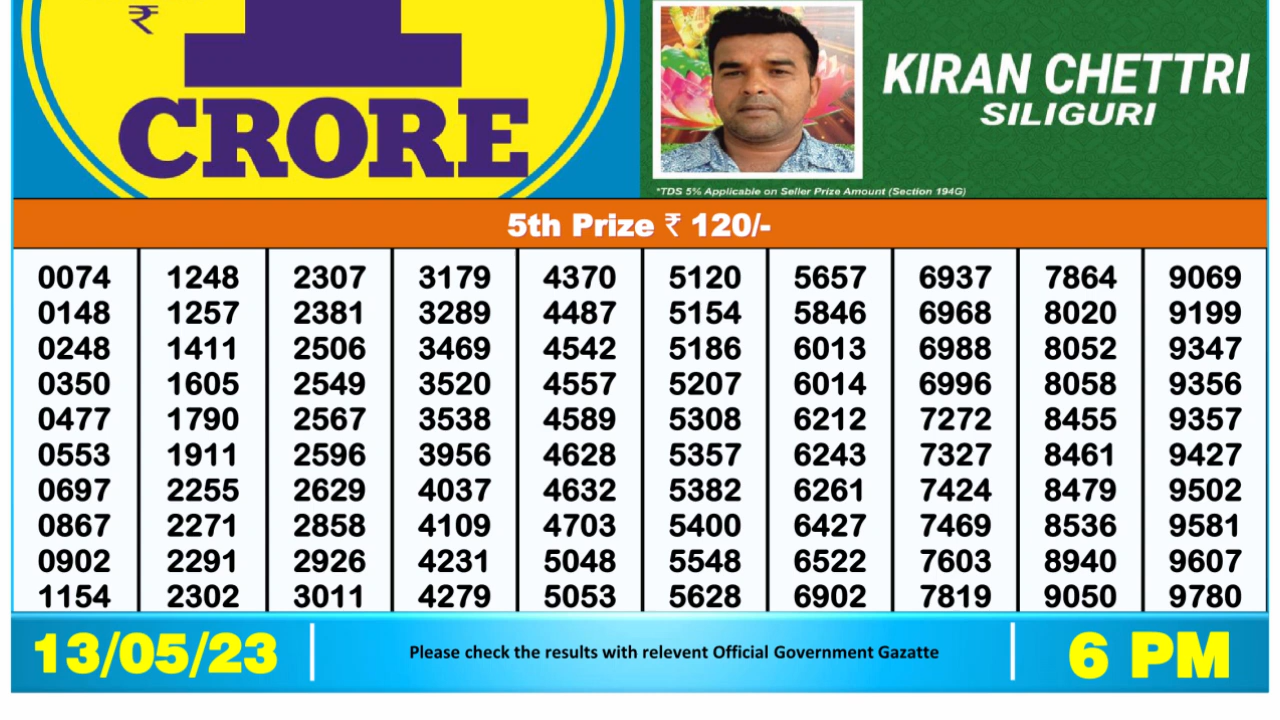 ₹
CRORE
KIRAN CHETTRI
SILIGURI
*TDS 5% Applicable on Seller Prize Amount (Section 194G)
5th Prize ₹ 120/-
0074 1248 2307 3179 4370 5120 5657 6937 7864 9069
0148 1257 2381 3289 4487 5154 5846 6968 8020 9199
0248 1411 2506 3469 4542 5186 6013 6988 8052 9347
0350 1605 2549 3520 4557 5207 6014 6996 8058 9356
0477 1790 2567 3538 4589 5308 6212 7272 8455 9357
0553 1911 2596 3956 4628 5357 6243 7327 8461 9427
0697 2255 2629 4037 4632 5382 6261 7424 8479 9502
0867 2271 2858 4109 4703 5400 6427 7469 8536 9581
0902 2291 2926 4231 5048 5548 6522 7603 8940 9607
1154 2302 3011 4279 5053 5628 6902 7819 9050 9780
13/05/23
Please check the results with relevent Official Government Gazatte
6 PM